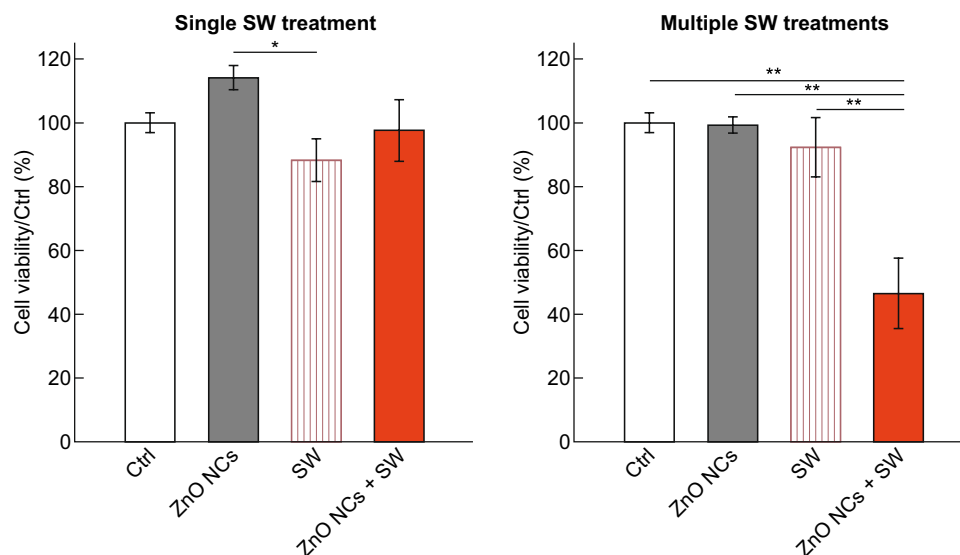 Single SW treatment
Cell viability/Ctrl (%)
120
100
80
60
40
20
0
*
Ctrl
ZnO NCs
SW
ZnO NCs + SW
Multiple SW treatments
Cell viability/Ctrl (%)
120
100
80
60
40
20
0
**
**
**
Ctrl
ZnO NCs
SW
ZnO NCs + SW